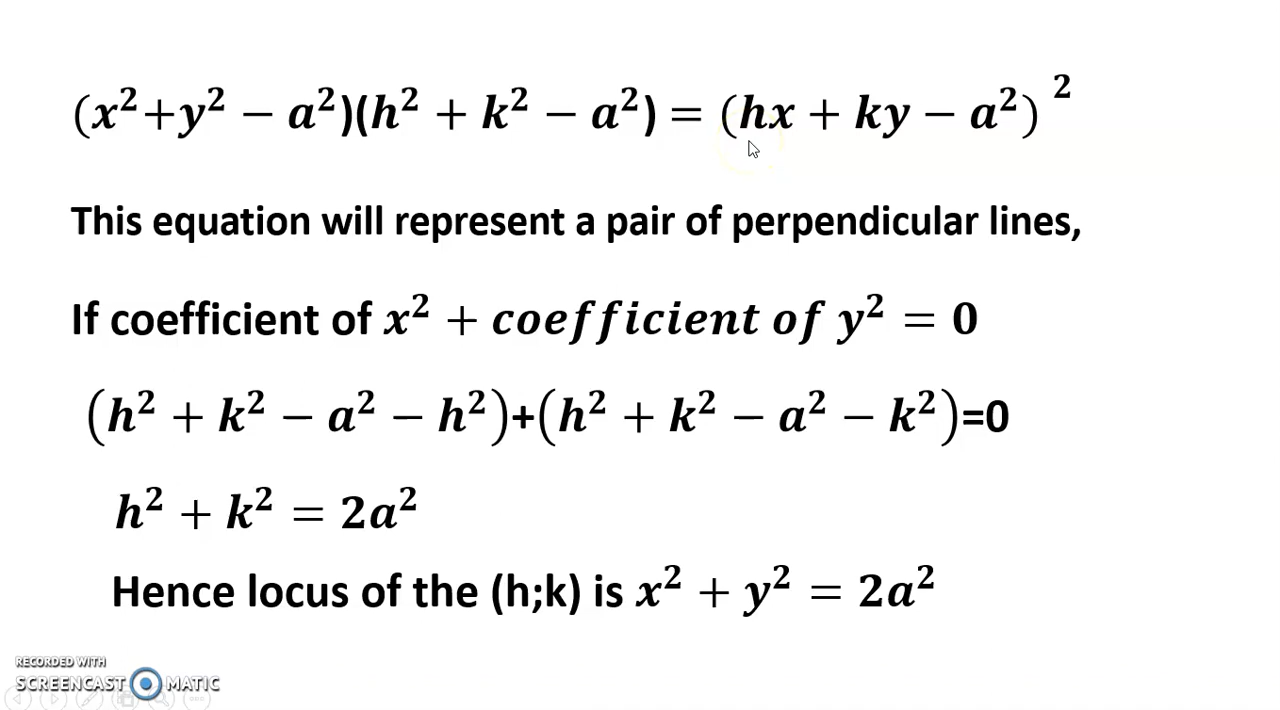 (x²+y² − a²)(h² + k² − a²) = (hx + ky − a²) ²
This equation will represent a pair of perpendicular lines,
If coefficient of x² + coefficient of y² = 0
(h² + k² − a² − h²)+(h² + k² − a² − k²)=0
h² + k² = 2a²
Hence locus of the (h;k) is x² + y² = 2a²
RECORDED WITH
SCREENCAST MATIC